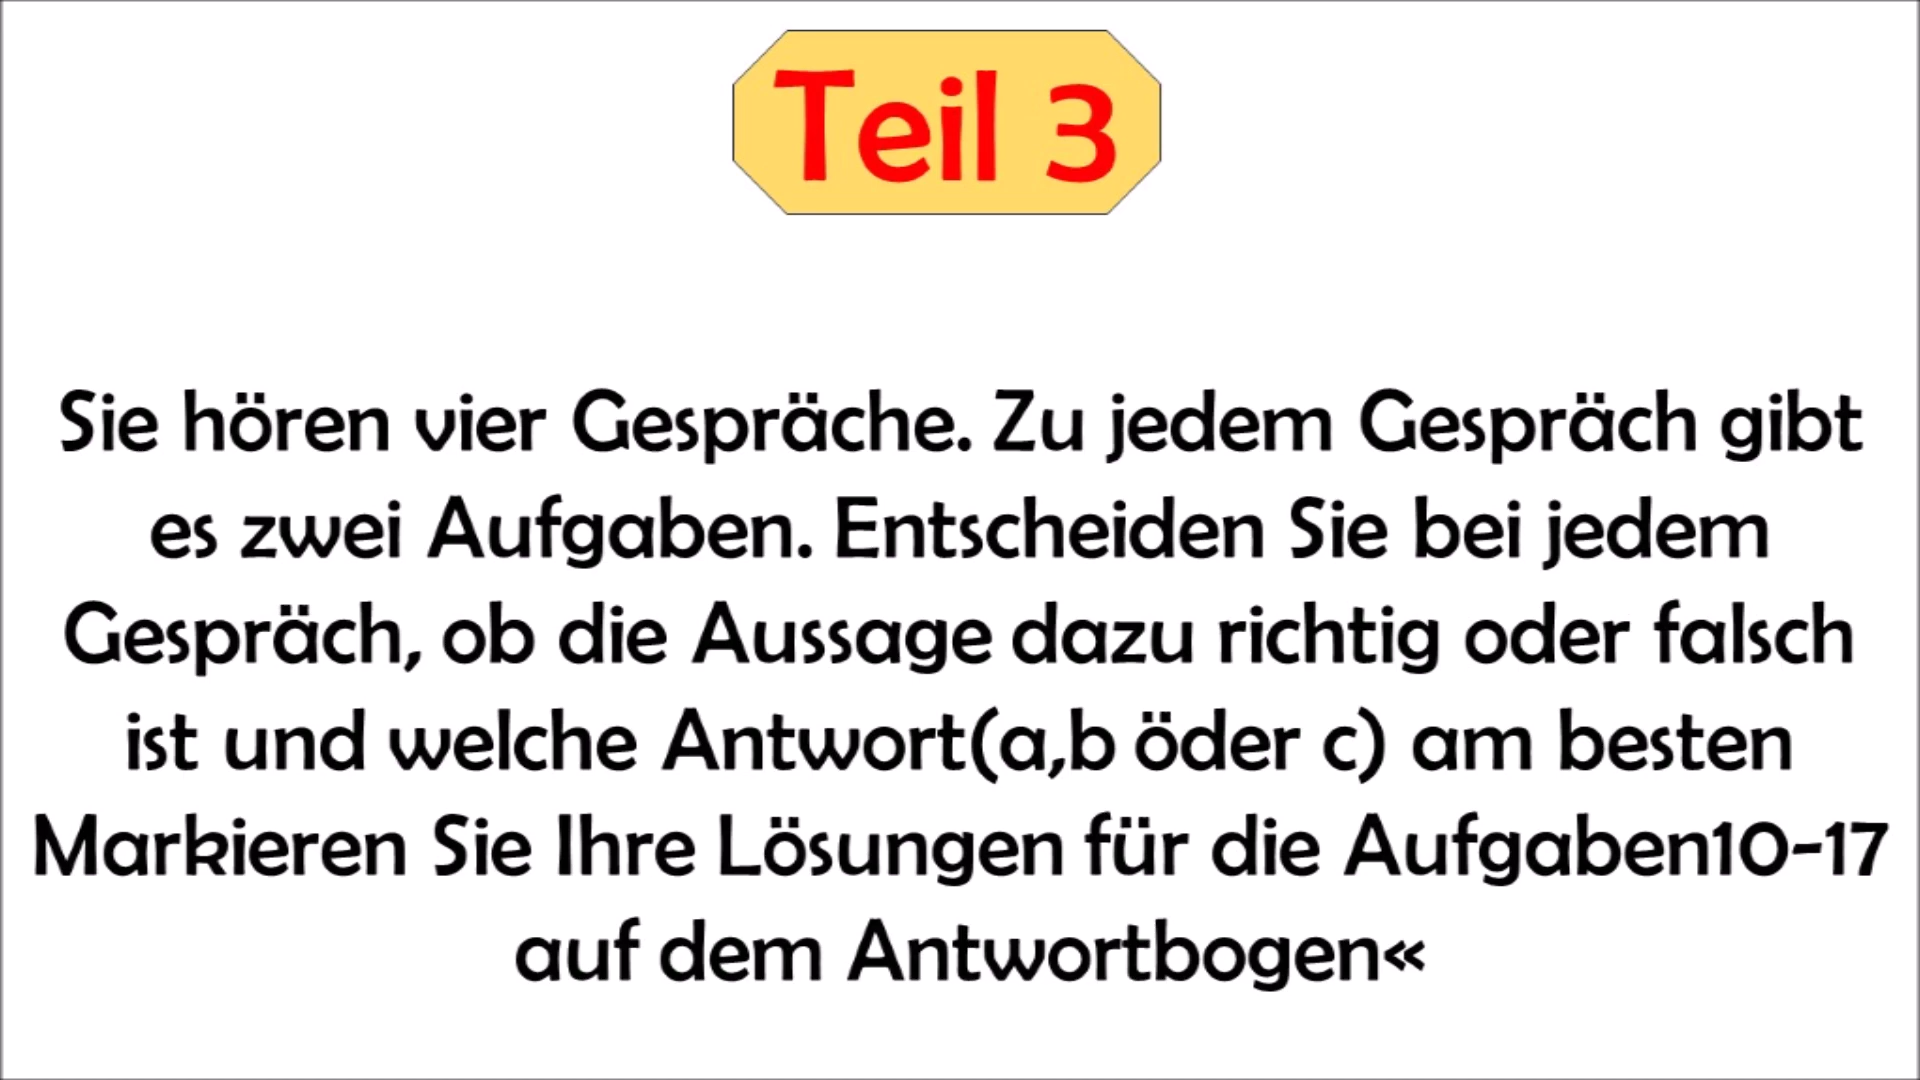 Teil 3
Sie hören vier Gespräche. Zu jedem Gespräch gibt
es zwei Aufgaben. Entscheiden Sie bei jedem
Gespräch, ob die Aussage dazu richtig oder falsch
ist und welche Antwort(a,b öder c) am besten
Markieren Sie Ihre Lösungen für die Aufgaben10-17
auf dem Antwortbogen«